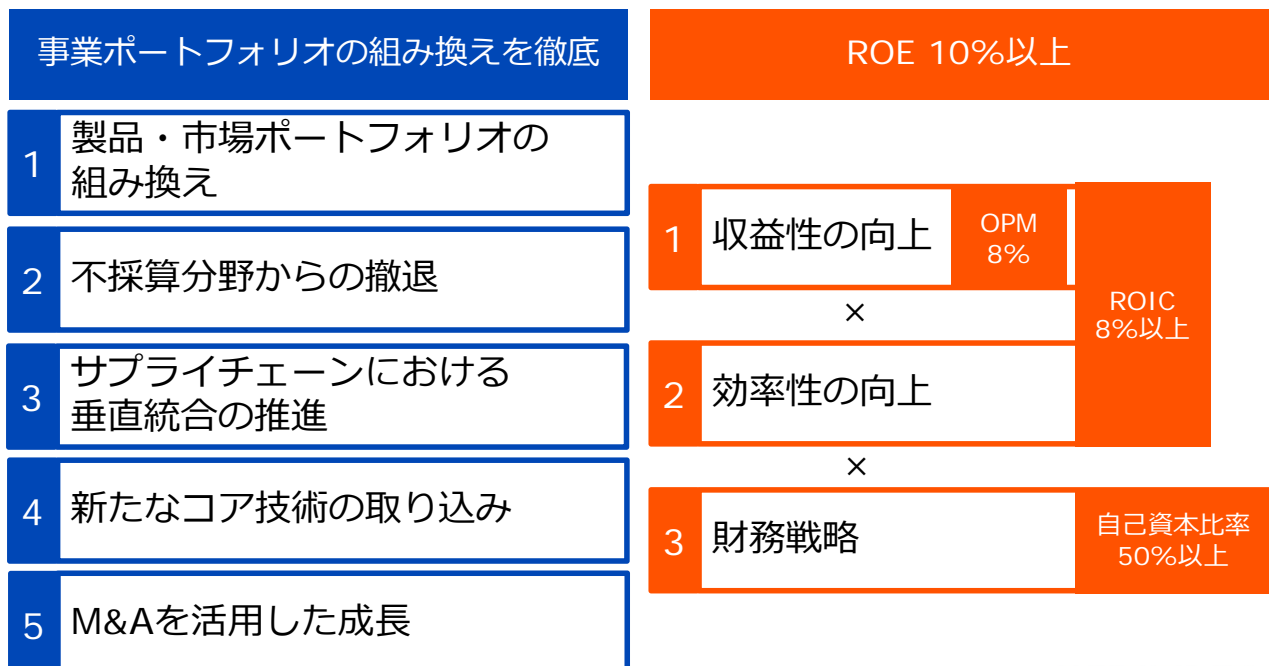 事業ポートフォリオの組み換えを徹底
1
製品・市場ポートフォリオの
組み換え
2
不採算分野からの撤退
3
サプライチェーンにおける
垂直統合の推進
4
新たなコア技術の取り込み
5
M&Aを活用した成長
ROE 10%以上
1
収益性の向上
OPM
8%
×
2
効率性の向上
ROIC
8%以上
×
3
財務戦略
自己資本比率
50%以上